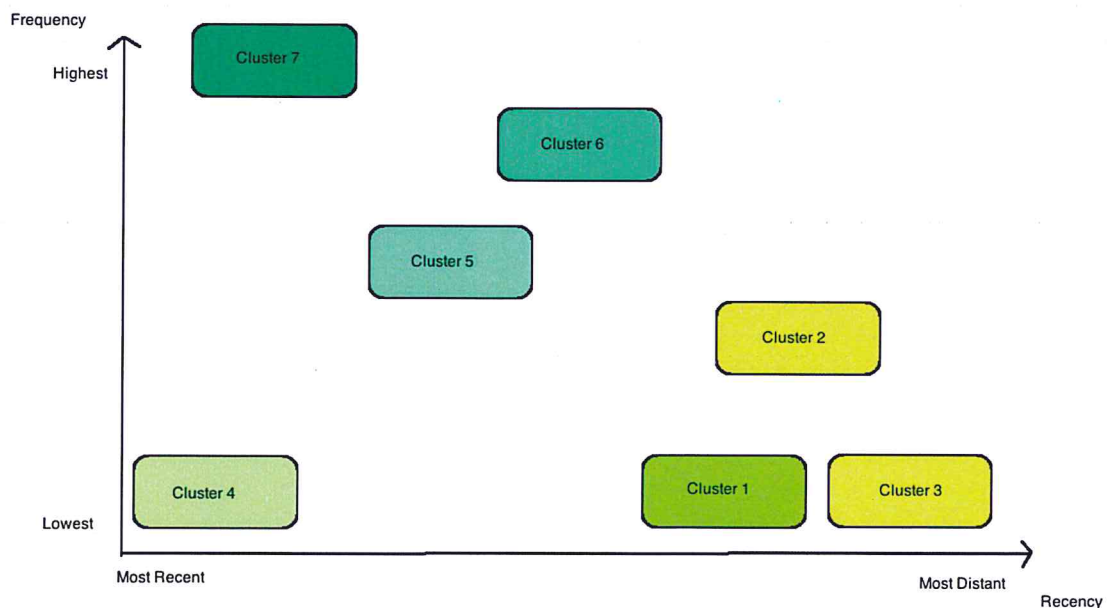 Frequency
Highest
Cluster 7
Cluster 6
Cluster 5
Cluster 2
Cluster 4
Cluster 1
Cluster 3
Lowest
Most Recent
Most Distant
Recency